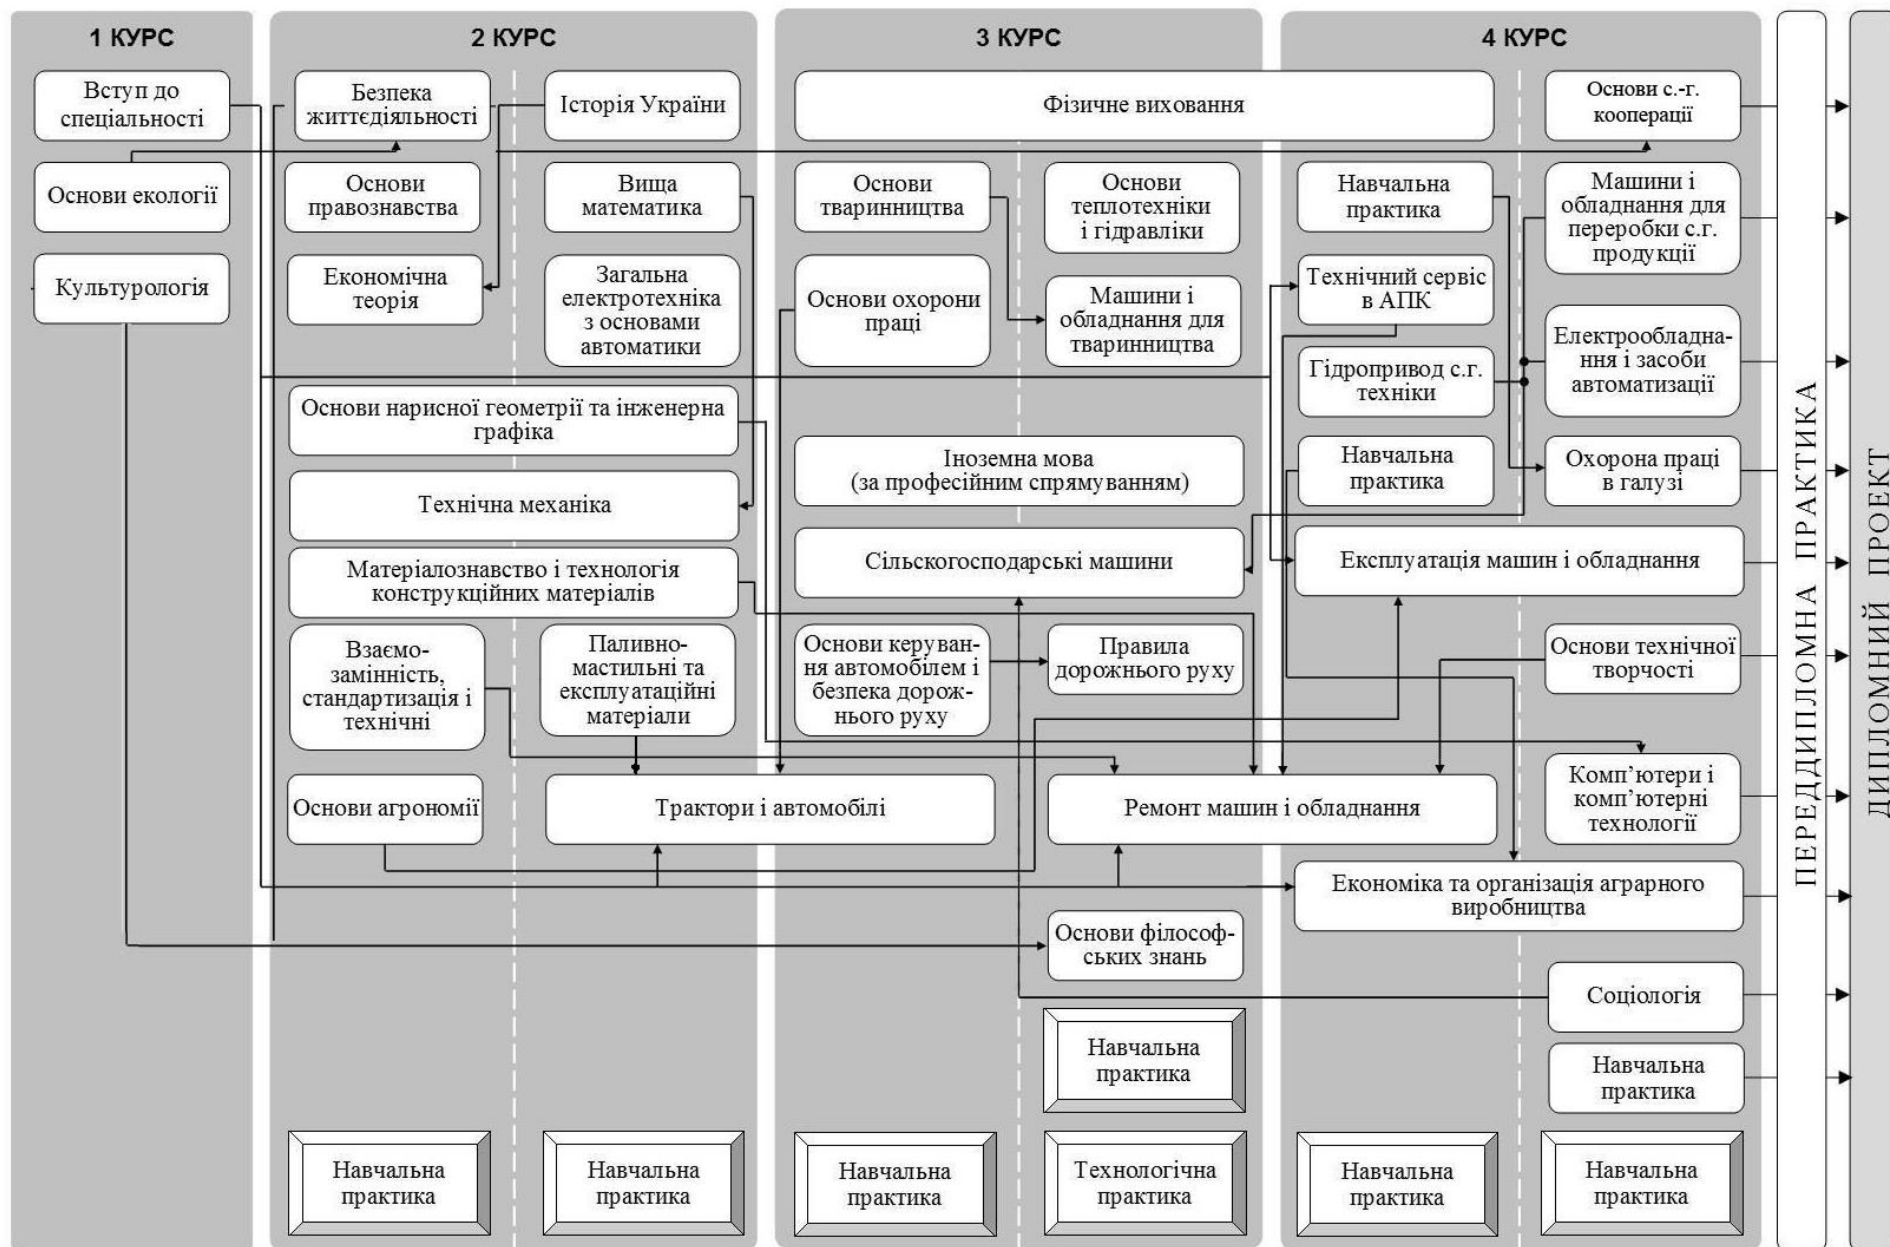 1 КУРС
Вступ до
спеціальності
Основи екології
Культурологія
2 КУРС
Безпека
життєдіяльності
Історія України
Основи
правознавства
Вища
математика
Економічна
теорія
Загальна
електротехніка
з основами
автоматики
Основи нарисної геометрії та інженерна
графіка
Технічна механіка
Матеріалознавство і технологія
конструкційних матеріалів
Взаємо-
замінність,
стандартизація і
технічні
Паливно-
мастильні та
експлуатаційні
матеріали
Основи агрономії
Трактори і автомобілі
Навчальна
практика
Навчальна
практика
3 КУРС
Фізичне виховання
Основи
тваринництва
Основи
теплотехніки
і гідравліки
Основи охорони
праці
Машини і
обладнання для
тваринництва
Іноземна мова
(за професійним спрямуванням)
Сільскогосподарські машини
Основи керуван-
ня автомобілем і
безпека дорож-
нього руху
Правила
дорожнього руху
Ремонт машин і обладнання
Основи філософ-
ських знань
Навчальна
практика
Навчальна
практика
Технологічна
практика
4 КУРС
Основи с.-г.
кооперації
Навчальна
практика
Машини і
обладнання для
переробки с.г.
продукції
Технічний сервіс
в АПК
Електрообладна-
ння і засоби
автоматизації
Гідропривод с.г.
техніки
Навчальна
практика
Охорона праці
в галузі
Експлуатація машин і обладнання
Основи технічної
творчості
Комп’ютери і
комп’ютерні
технології
Економіка та організація аграрного
виробництва
Соціологія
Навчальна
практика
Навчальна
практика
Навчальна
практика
ПЕРЕДДИПЛОМНА ПРАКТИКА
ДИПЛОМНИЙ ПРОЕКТ